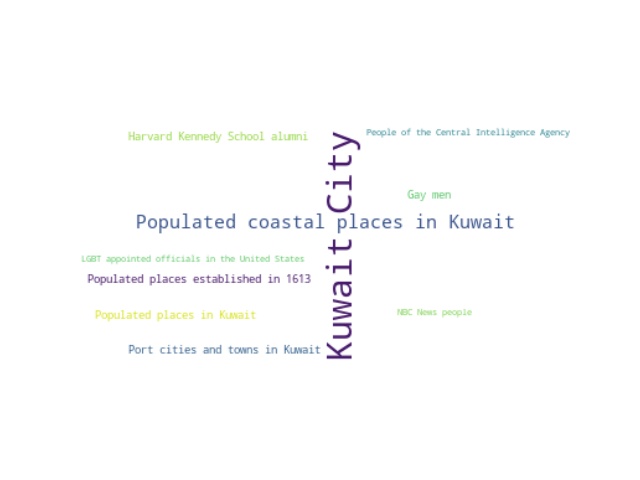 People of the Central Intelligence Agency
Harvard Kennedy School alumni
Kuwait City
Gay men
Populated coastal places in Kuwait
LGBT appointed officials in the United States
Populated places established in 1613
NBC News people
Populated places in Kuwait
Port cities and towns in Kuwait